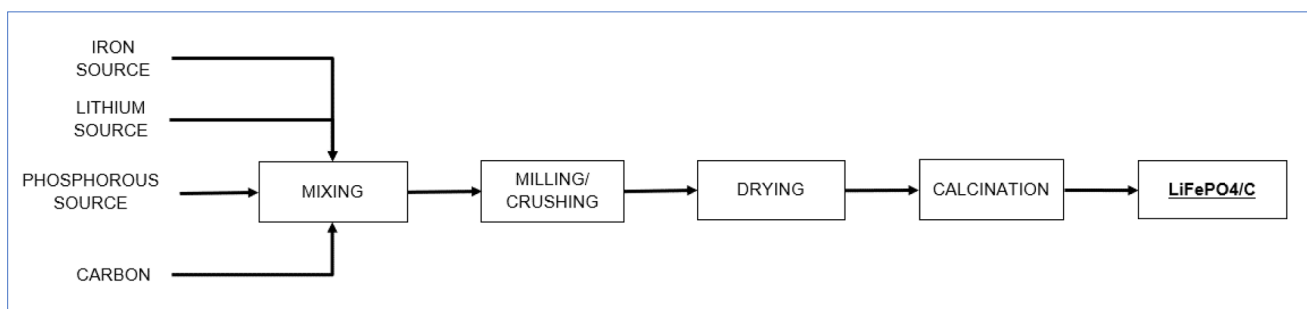 IRON
SOURCE
LITHIUM
SOURCE
PHOSPHOROUS
SOURCE
CARBON
MIXING
MILLING/
CRUSHING
DRYING
CALCINATION
LiFePO4/C